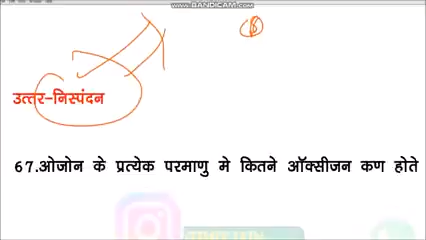 www.BANDICAM.com
उत्तर-निस्पंदन
67.ओजोन के प्रत्येक परमाणु मे कितने ऑक्सीजन कण होते